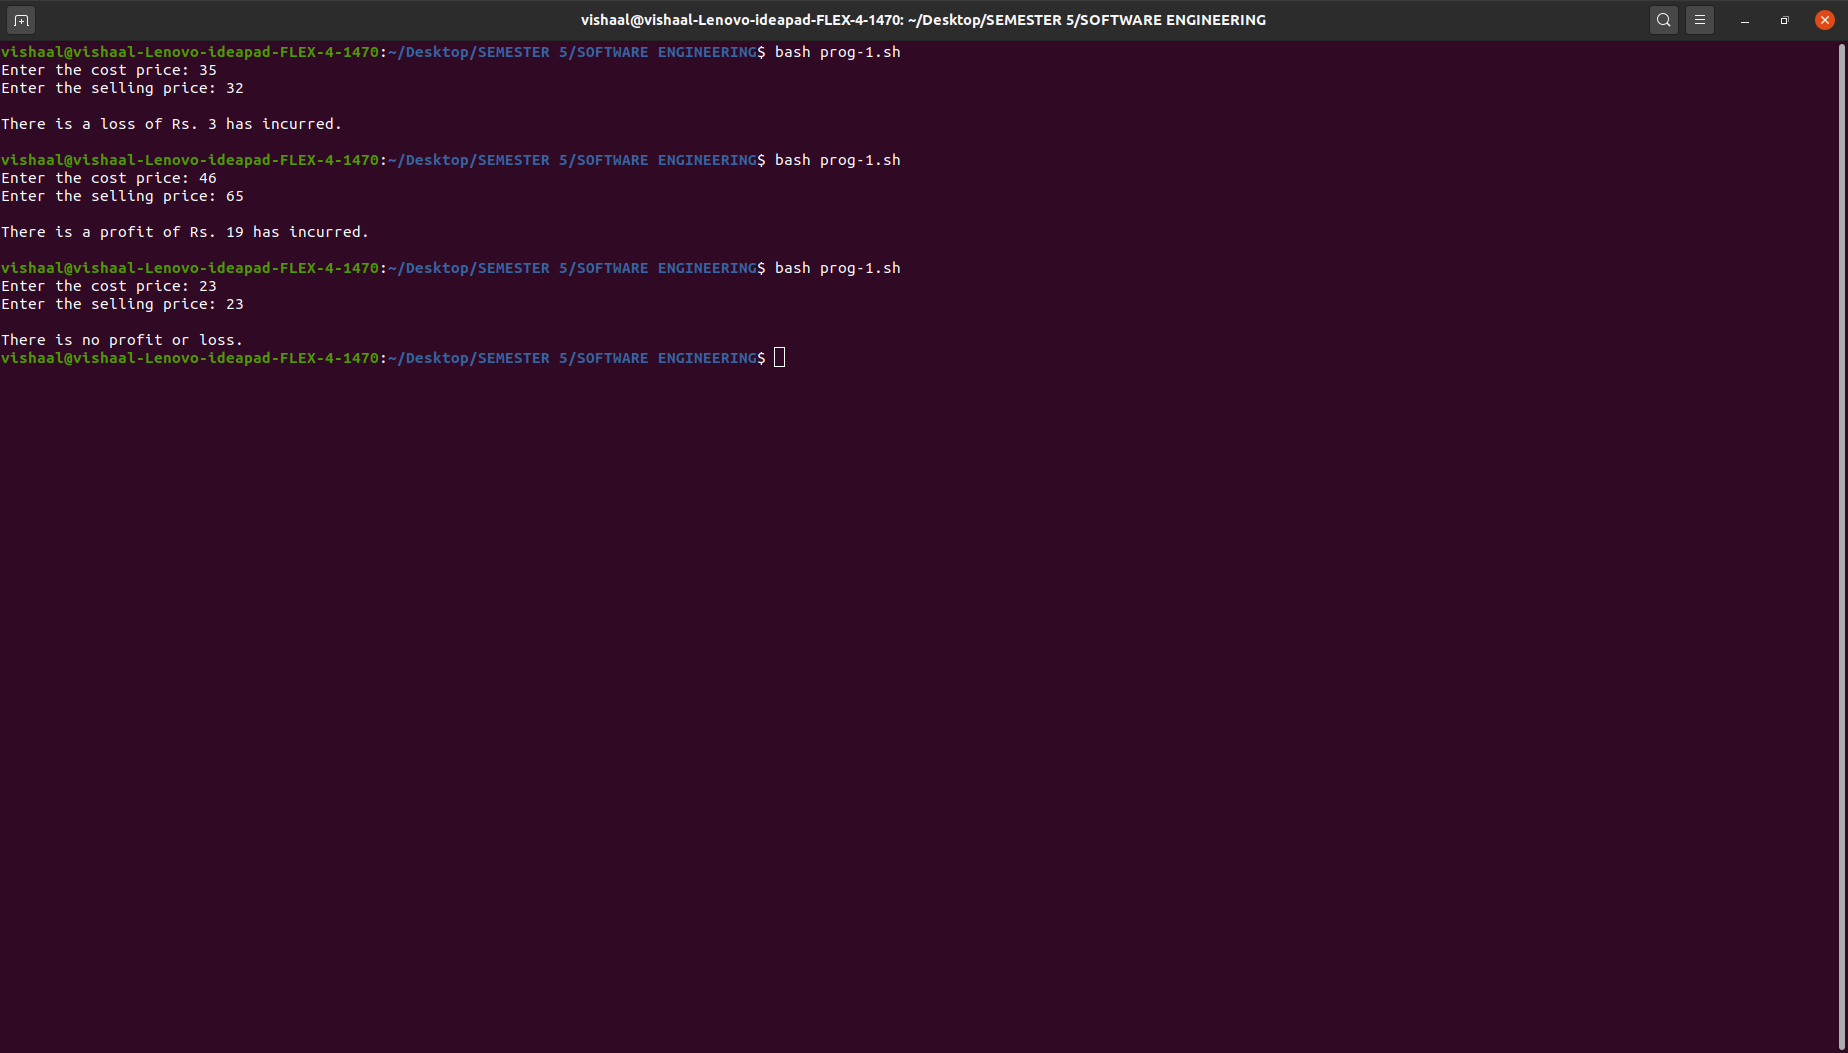 vishaal@vishaal-Lenovo-ideapad-FLEX-4-1470: ~/Desktop/SEMESTER 5/SOFTWARE ENGINEERING
vishaal@vishaal-Lenovo-ideapad-FLEX-4-1470:~/Desktop/SEMESTER 5/SOFTWARE ENGINEERING$ bash prog-1.sh
Enter the cost price: 35
Enter the selling price: 32
There is a loss of Rs. 3 has incurred.
vishaal@vishaal-Lenovo-ideapad-FLEX-4-1470:~/Desktop/SEMESTER 5/SOFTWARE ENGINEERING$ bash prog-1.sh
Enter the cost price: 46
Enter the selling price: 65
There is a profit of Rs. 19 has incurred.
vishaal@vishaal-Lenovo-ideapad-FLEX-4-1470:~/Desktop/SEMESTER 5/SOFTWARE ENGINEERING$ bash prog-1.sh
Enter the cost price: 23
Enter the selling price: 23
There is no profit or loss.
vishaal@vishaal-Lenovo-ideapad-FLEX-4-1470:~/Desktop/SEMESTER 5/SOFTWARE ENGINEERING$